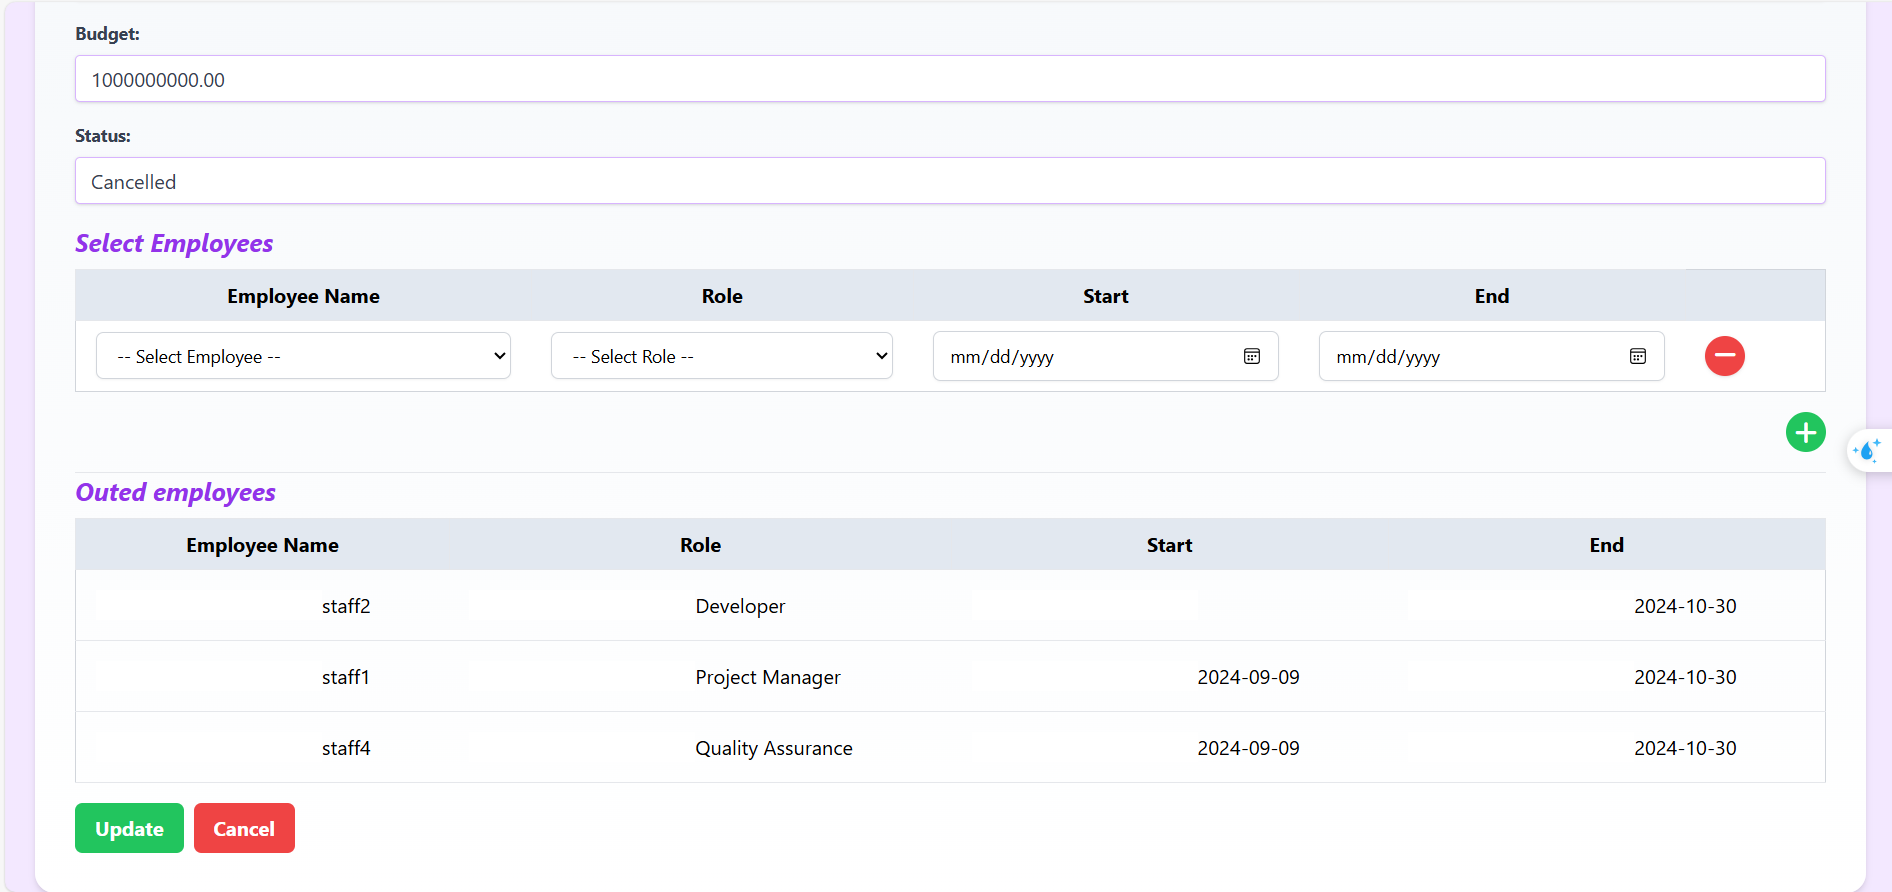 Budget:
1000000000.00
Status:
Cancelled
Select Employees
Employee Name Role Start End
-- Select Employee -- -- Select Role -- mm/dd/yyyy mm/dd/yyyy
Outed employees
Employee Name Role Start End
staff2 Developer 2024-10-30
staff1 Project Manager 2024-09-09 2024-10-30
staff4 Quality Assurance 2024-09-09 2024-10-30
Update Cancel